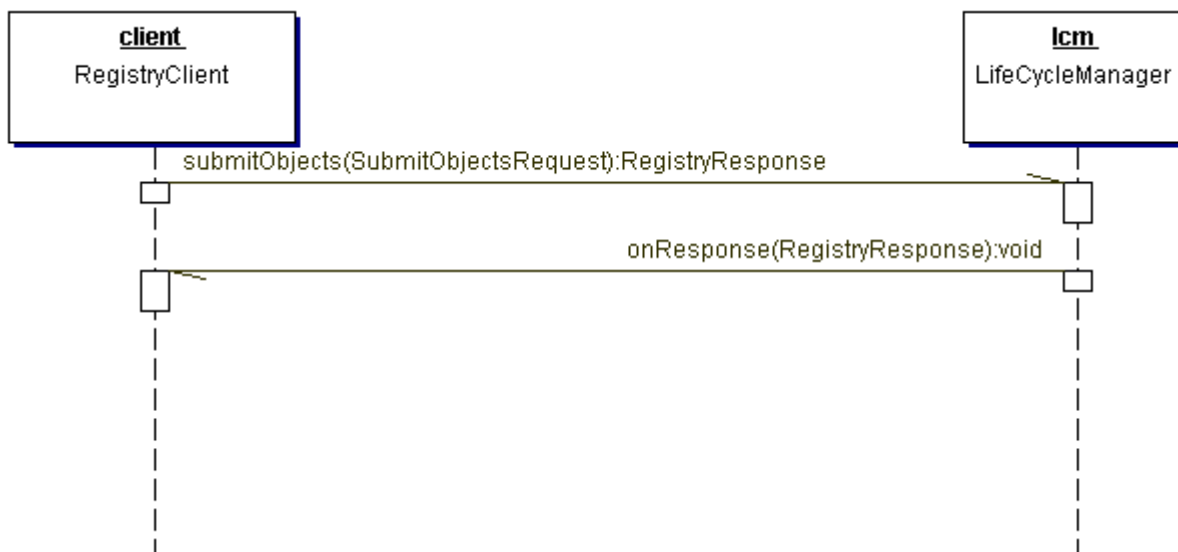 client
RegistryClient
lcm
LifeCycleManager
submitObjects(SubmitObjectsRequest):RegistryResponse
onResponse(RegistryResponse):void